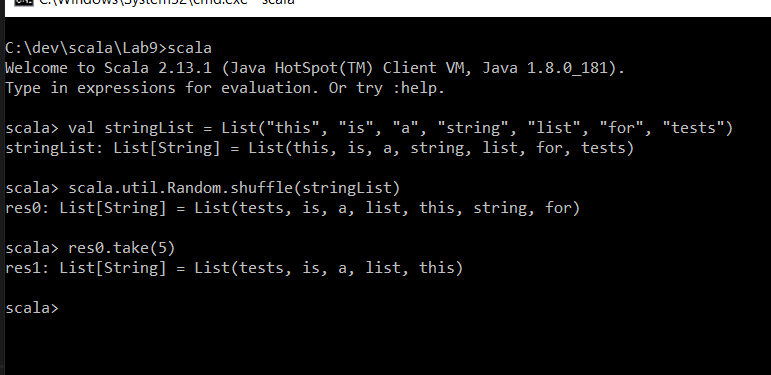 C:\Windows\System32\cmd.exe - scala
C:\dev\scala\Lab9>scala
Welcome to Scala 2.13.1 (Java HotSpot(TM) Client VM, Java 1.8.0_181).
Type in expressions for evaluation. Or try :help.
scala> val stringList = List("this", "is", "a", "string", "list", "for", "tests")
stringList: List[String] = List(this, is, a, string, list, for, tests)
scala> scala.util.Random.shuffle(stringList)
res0: List[String] = List(tests, is, a, list, this, string, for)
scala> res0.take(5)
res1: List[String] = List(tests, is, a, list, this)
scala>